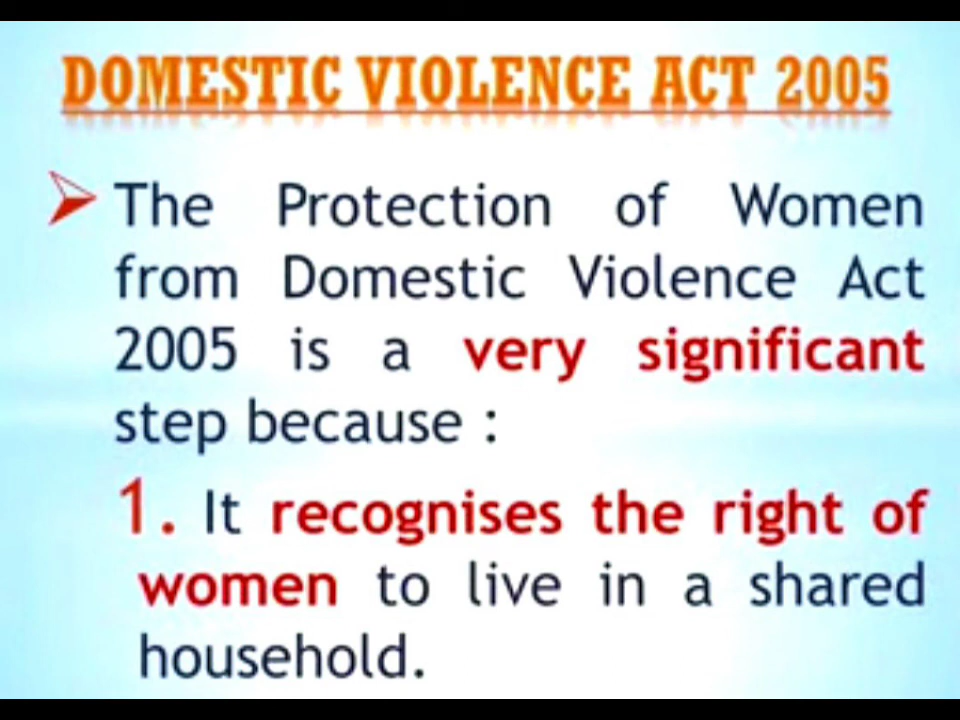 DOMESTIC VIOLENCE ACT 2005
The Protection of Women
from Domestic Violence Act
2005 is a very significant
step because :
1. It recognises the right of
women to live in a shared
household.